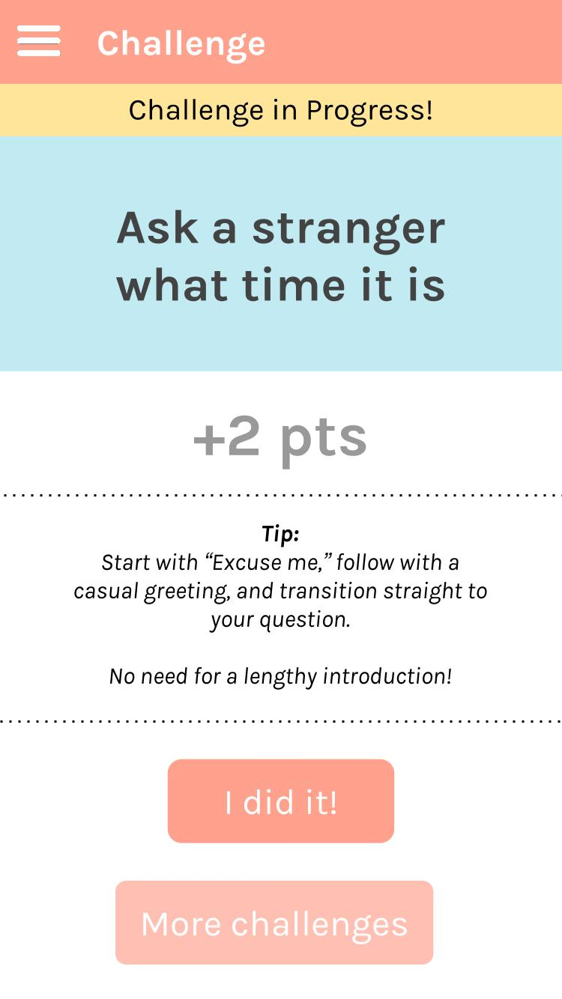 Challenge
Challenge in Progress!
Ask a stranger
what time it is
+2 pts
Tip:
Start with “Excuse me,” follow with a
casual greeting, and transition straight to
your question.
No need for a lengthy introduction!
I did it!
More challenges